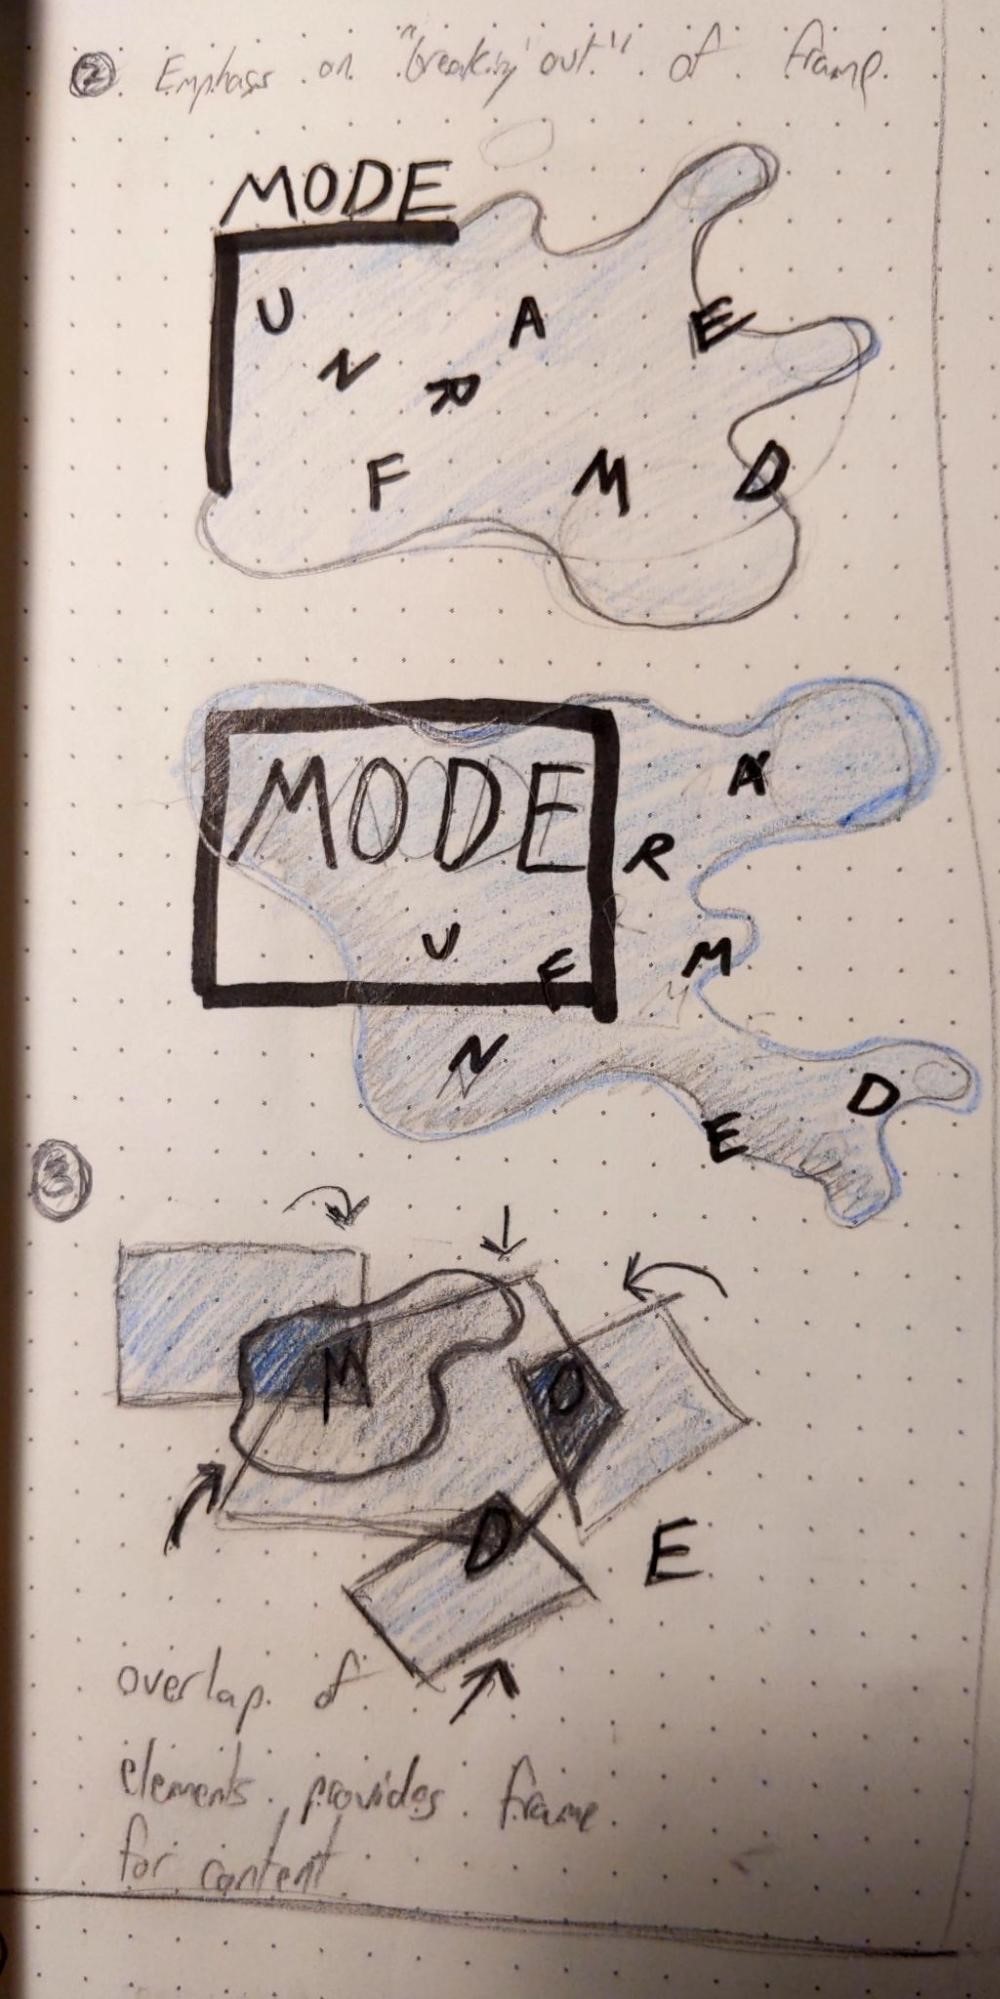 2 Emphasis on "breaking out" of frame
MODE
U A E
N R
F M D
MODE
A
R
U F M
N
E D
3
M O
D E
overlap of
elements provides frame
for content